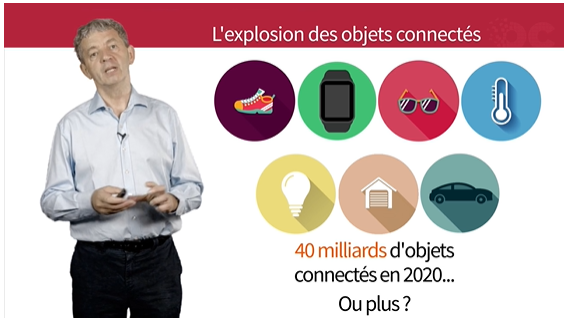 L'explosion des objets connectés
40 milliards d'objets
connectés en 2020...
Ou plus ?